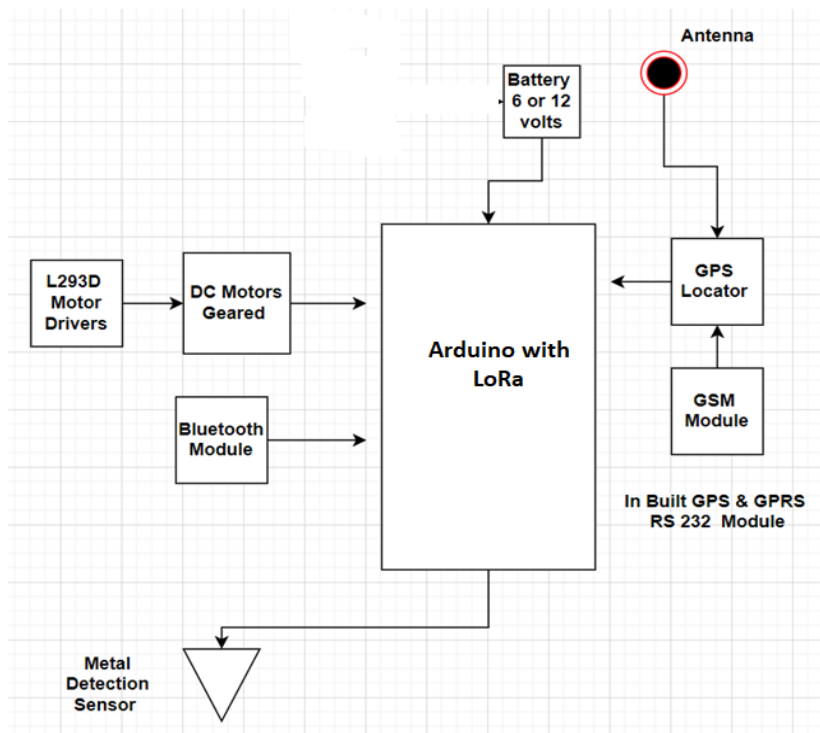 Antenna
Battery
6 or 12
volts
L293D
Motor
Drivers
DC Motors
Geared
GPS
Locator
Arduino with
LoRa
Bluetooth
Module
GSM
Module
In Built GPS & GPRS
RS 232 Module
Metal
Detection
Sensor